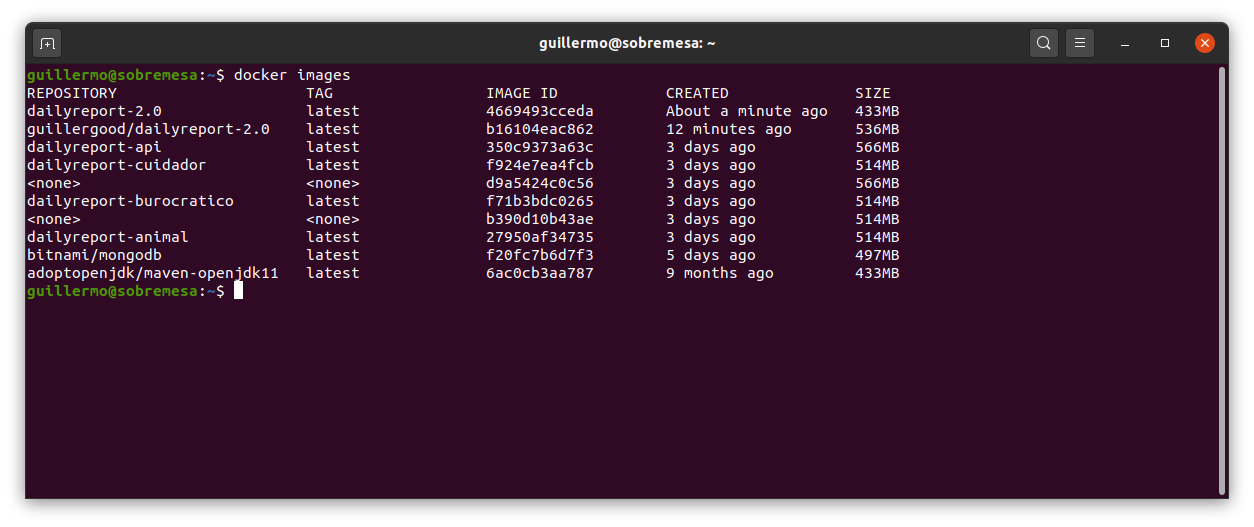 guillermo@sobremesa: ~
guillermo@sobremesa:~$ docker images
REPOSITORY TAG IMAGE ID CREATED SIZE
dailyreport-2.0 latest 4669493cceda About a minute ago 433MB
guillergood/dailyreport-2.0 latest b16104eac862 12 minutes ago 536MB
dailyreport-api latest 350c9373a63c 3 days ago 566MB
dailyreport-cuidador latest f924e7ea4fcb 3 days ago 514MB
<none> <none> d9a5424c0c56 3 days ago 566MB
dailyreport-burocratico latest f71b3bdc0265 3 days ago 514MB
<none> <none> b390d10b43ae 3 days ago 514MB
dailyreport-animal latest 27950af34735 3 days ago 514MB
bitnami/mongodb latest f20fc7b6d7f3 5 days ago 497MB
adoptopenjdk/maven-openjdk11 latest 6ac0cb3aa787 9 months ago 433MB
guillermo@sobremesa:~$